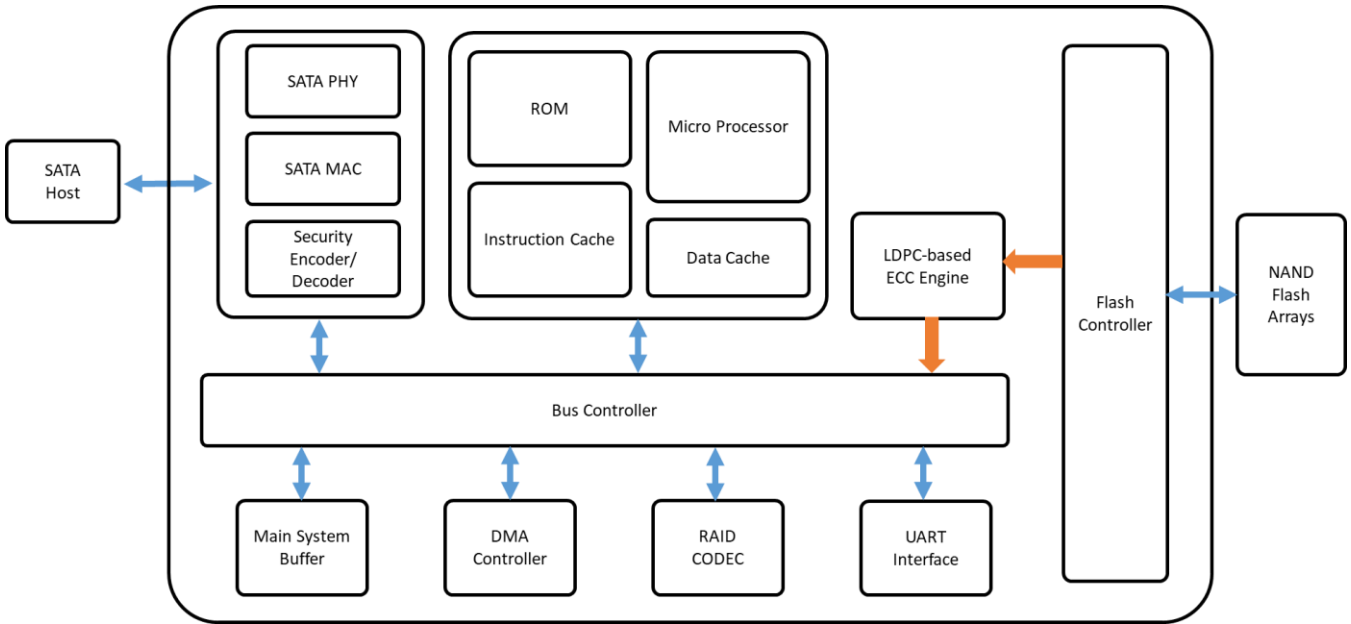 SATA PHY
SATA MAC
Security
Encoder/
Decoder
ROM
Micro Processor
Instruction Cache
Data Cache
SATA
Host
LDPC-based
ECC Engine
Flash
Controller
NAND
Flash
Arrays
Bus Controller
Main System
Buffer
DMA
Controller
RAID
CODEC
UART
Interface